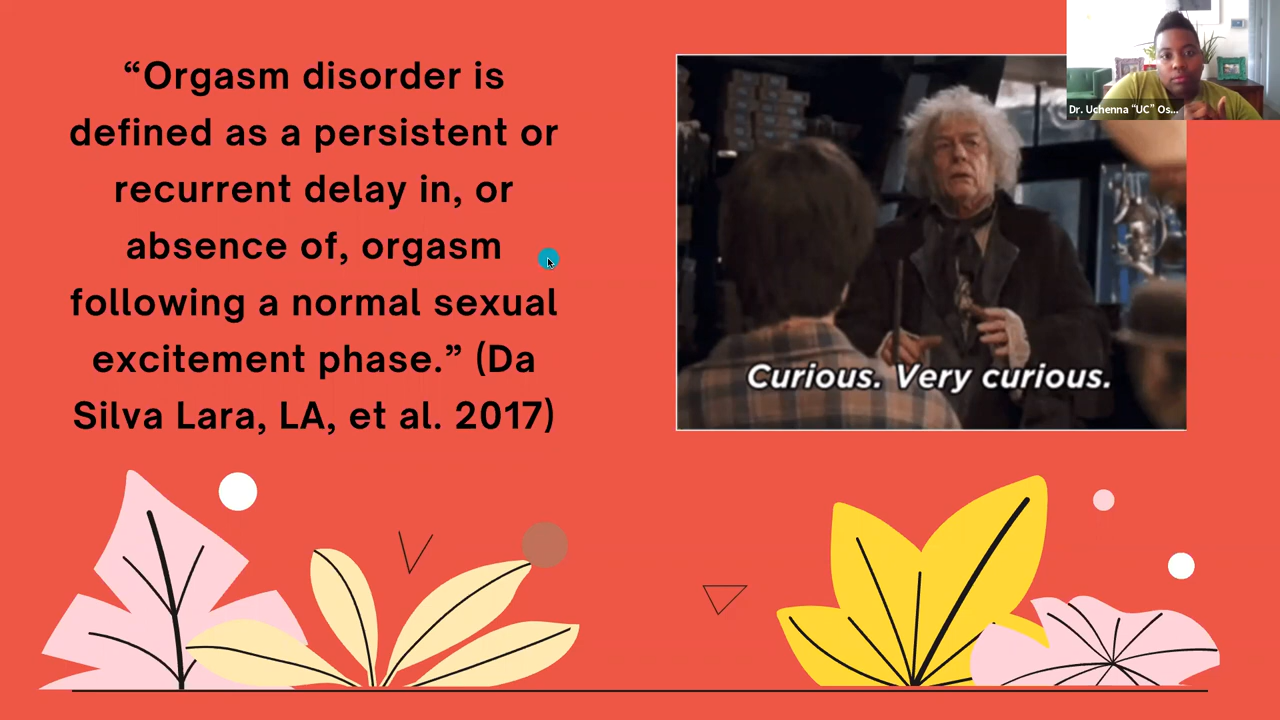 “Orgasm disorder is
defined as a persistent or
recurrent delay in, or
absence of, orgasm
following a normal sexual
excitement phase.” (Da
Silva Lara, LA, et al. 2017)
Curious. Very curious.
Dr. Uchenna “UC” Os...